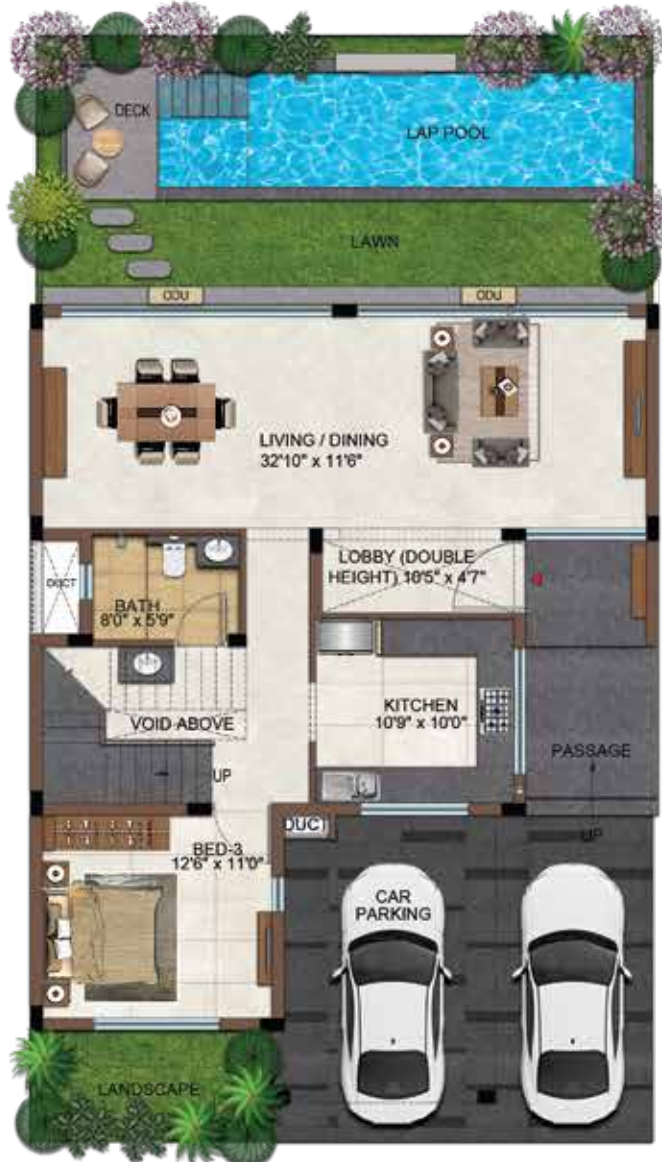 DECK
LAP POOL
LAWN
ODU
ODU
LIVING / DINING
32'10" x 11'6"
LOBBY (DOUBLE
HEIGHT) 10'5" x 4'7"
DUCT
BATH
8'0" x 5'9"
VOID ABOVE
KITCHEN
10'9" x 10'0"
PASSAGE
UP
UP
DUCT
BED-3
12'6" x 11'0"
CAR
PARKING
LANDSCAPE